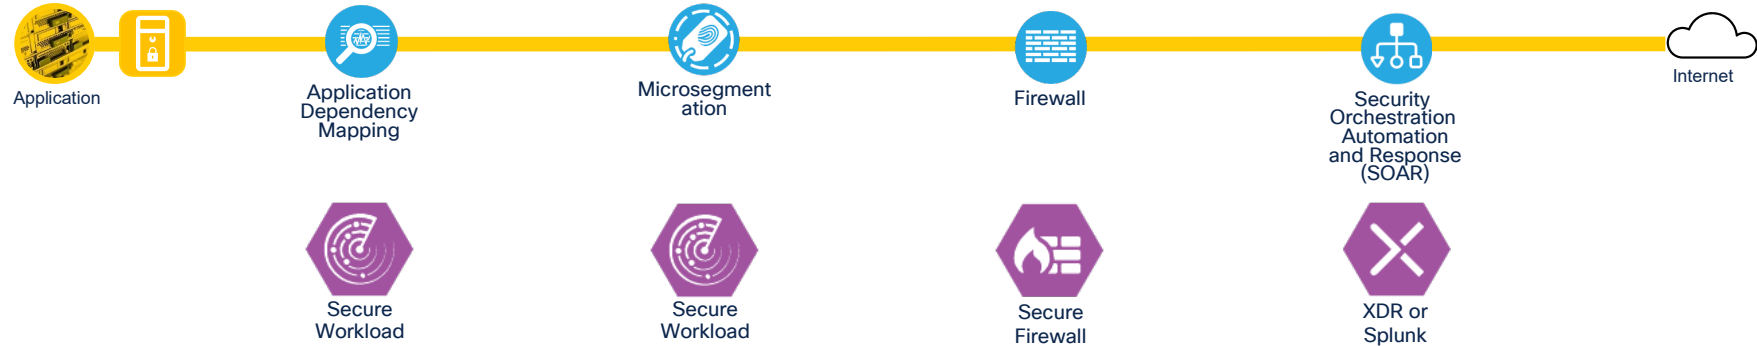 Application
Application
Dependency
Mapping
Microsegment
ation
Firewall
Security
Orchestration
Automation
and Response
(SOAR)
Internet
Secure
Workload
Secure
Workload
Secure
Firewall
XDR or
Splunk